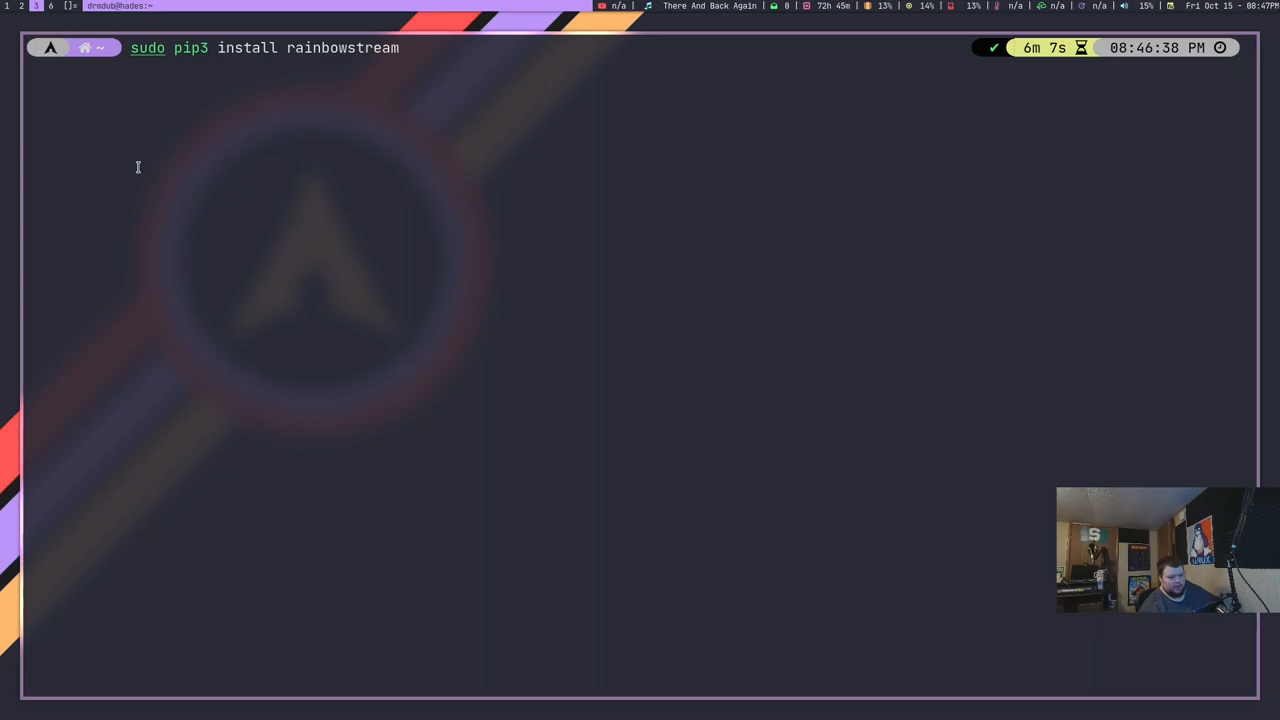 1 2 3 6 []= drmdub@hades:~ n/a | There And Back Again | 0 | 72h 45m | 13% | 14% | 13% | n/a | n/a | n/a | 15% | Fri Oct 15 - 08:47PM
~ sudo pip3 install rainbowstream ✔ 6m 7s 08:46:38 PM
S